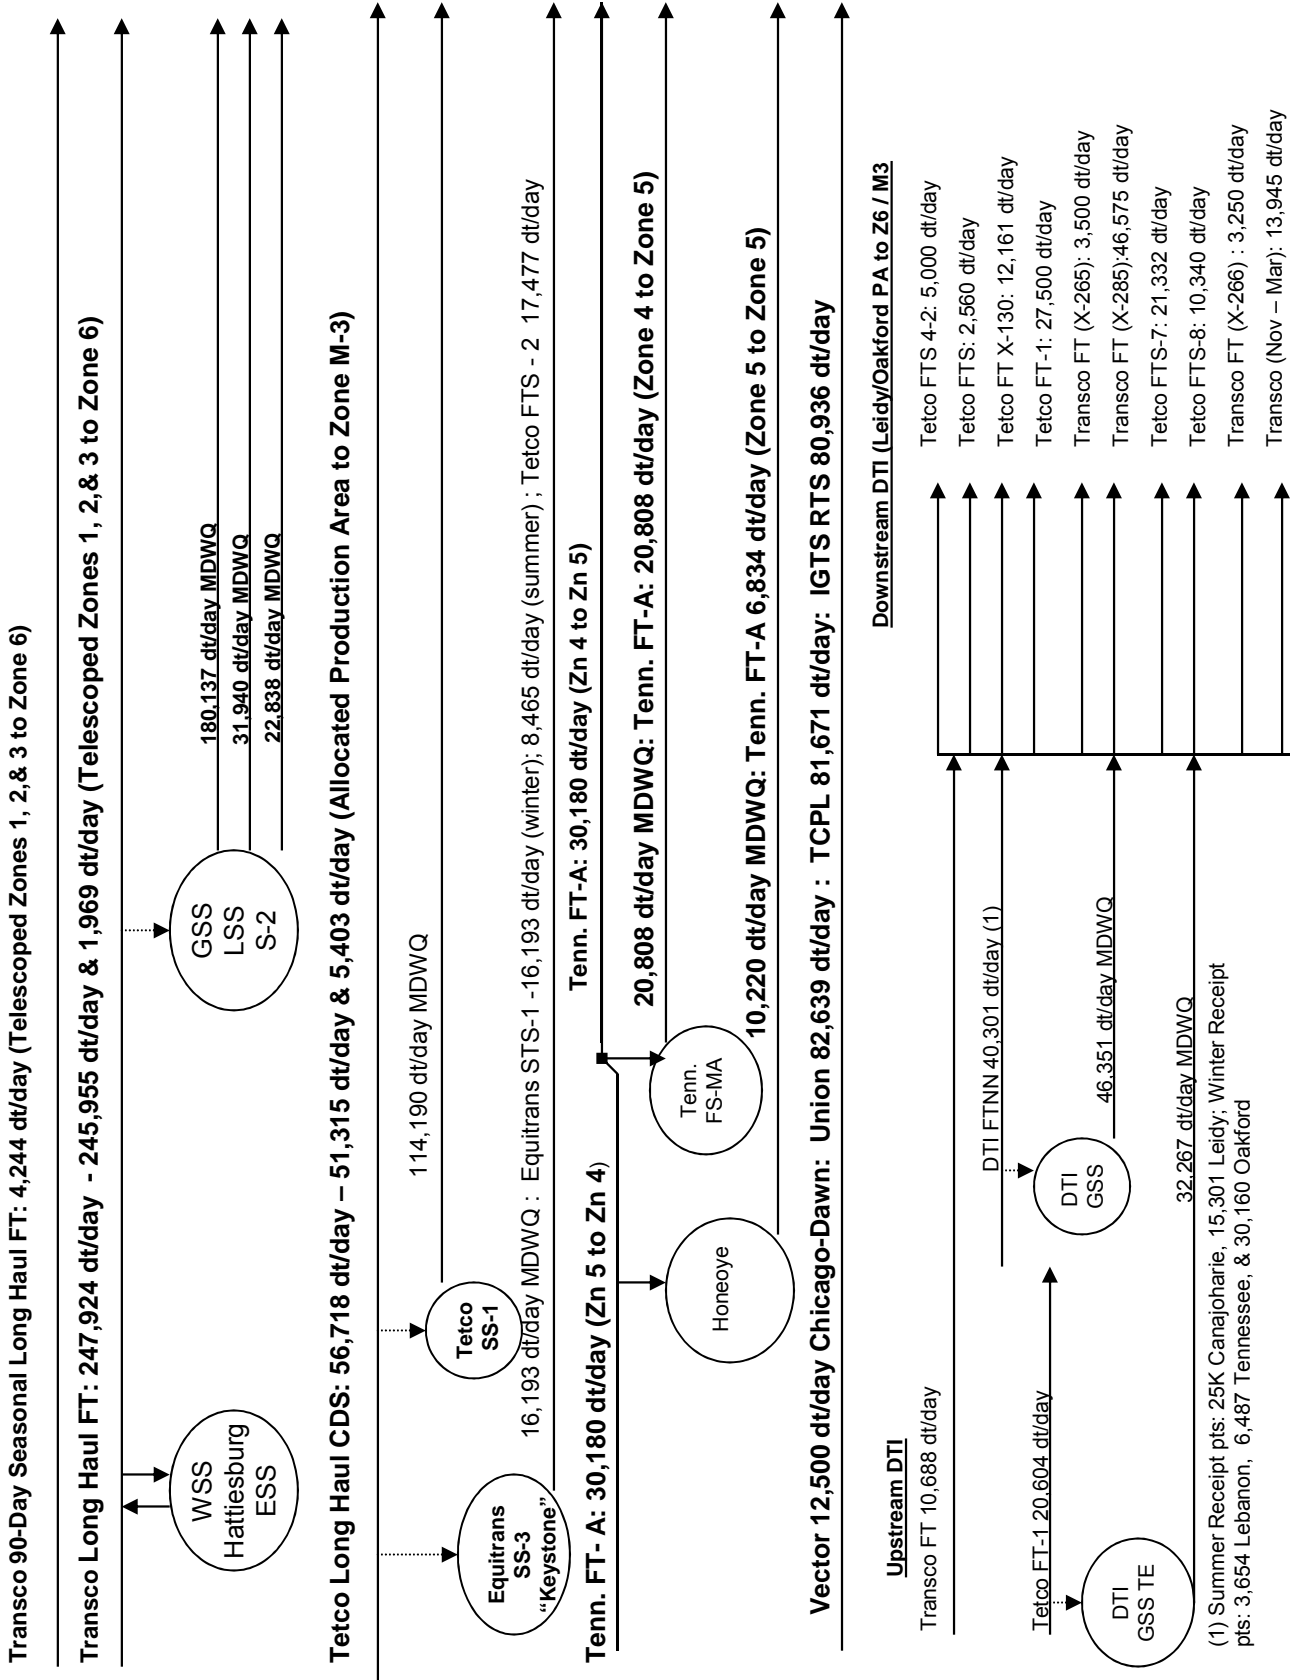 Transco 90-Day Seasonal Long Haul FT: 4,244 dt/day (Telescoped Zones 1, 2,& 3 to Zone 6)
Transco Long Haul FT: 247,924 dt/day - 245,955 dt/day & 1,969 dt/day (Telescoped Zones 1, 2,& 3 to Zone 6)
WSS
Hattiesburg
ESS
GSS
LSS
S-2
180,137 dt/day MDWQ
31,940 dt/day MDWQ
22,838 dt/day MDWQ
Tetco Long Haul CDS: 56,718 dt/day – 51,315 dt/day & 5,403 dt/day (Allocated Production Area to Zone M-3)
Tetco
SS-1
114,190 dt/day MDWQ
Equitrans
SS-3
“Keystone”
16,193 dt/day MDWQ : Equitrans STS-1 -16,193 dt/day (winter); 8,465 dt/day (summer) ; Tetco FTS - 2 17,477 dt/day
Tenn. FT- A: 30,180 dt/day (Zn 5 to Zn 4)
Tenn. FT-A: 30,180 dt/day (Zn 4 to Zn 5)
Tenn.
FS-MA
20,808 dt/day MDWQ: Tenn. FT-A: 20,808 dt/day (Zone 4 to Zone 5)
Honeoye
10,220 dt/day MDWQ: Tenn. FT-A 6,834 dt/day (Zone 5 to Zone 5)
Vector 12,500 dt/day Chicago-Dawn: Union 82,639 dt/day : TCPL 81,671 dt/day: IGTS RTS 80,936 dt/day
Upstream DTI
Transco FT 10,688 dt/day
DTI FTNN 40,301 dt/day (1)
Tetco FT-1 20,604 dt/day
DTI
GSS
46,351 dt/day MDWQ
DTI
GSS TE
32,267 dt/day MDWQ
(1) Summer Receipt pts: 25K Canajoharie, 15,301 Leidy; Winter Receipt
pts: 3,654 Lebanon, 6,487 Tennessee, & 30,160 Oakford
Downstream DTI (Leidy/Oakford PA to Z6 / M3
Tetco FTS 4-2: 5,000 dt/day
Tetco FTS: 2,560 dt/day
Tetco FT X-130: 12,161 dt/day
Tetco FT -1: 27,500 dt/day
Transco FT (X-265): 3,500 dt/day
Transco FT (X-285):46,575 dt/day
Tetco FTS-7: 21,332 dt/day
Tetco FTS-8: 10,340 dt/day
Transco FT (X-266) : 3,250 dt/day
Transco (Nov – Mar): 13,945 dt/day